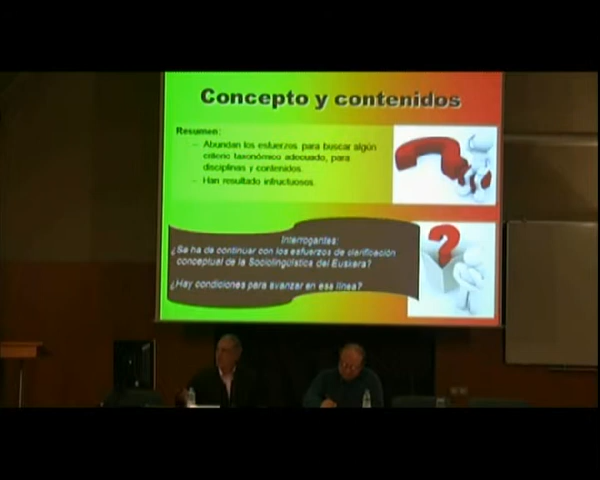 Concepto y contenidos
Resumen:
– Abundan los esfuerzos para buscar algún
criterio taxonómico adecuado, para
disciplinas y contenidos.
– Han resultado infructuosos.
Interrogantes:
¿Se ha de continuar con los esfuerzos de clarificación
conceptual de la Sociolingüística del Euskara?
¿Hay condiciones para avanzar en esa línea?